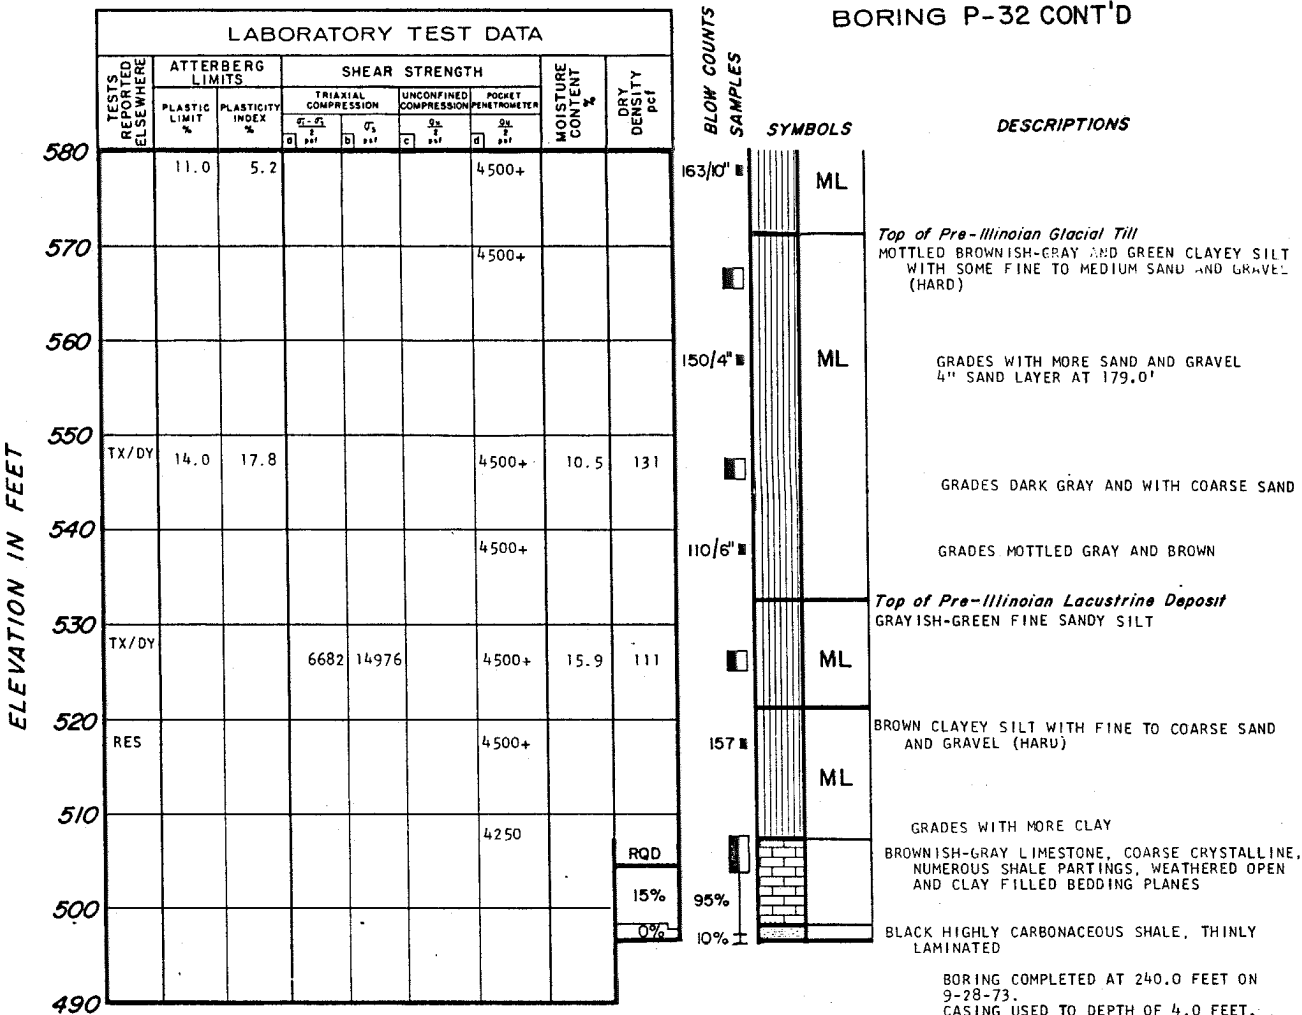 BORING P-32 CONT'D
LABORATORY TEST DATA
TESTS REPORTED ELSEWHERE
ATTERBERG LIMITS
PLASTIC LIMIT %
PLASTICITY INDEX %
SHEAR STRENGTH
TRIAXIAL COMPRESSION
UNCONFINED COMPRESSION
POCKET PENETROMETER
a psf
b psf
c psf
d psf
MOISTURE CONTENT %
DRY DENSITY pcf
BLOW COUNTS
SAMPLES
SYMBOLS
DESCRIPTIONS
ELEVATION IN FEET
580
11.0 5.2 4500+
163/10"
ML
Top of Pre-Illinoian Glacial Till
570
4500+
MOTTLED BROWNISH-GRAY AND GREEN CLAYEY SILT
WITH SOME FINE TO MEDIUM SAND AND GRAVEL
(HARD)
560
150/4"
ML
GRADES WITH MORE SAND AND GRAVEL
4" SAND LAYER AT 179.0'
550
TX/DY 14.0 17.8 4500+ 10.5 131
GRADES DARK GRAY AND WITH COARSE SAND
540
4500+
110/6"
GRADES MOTTLED GRAY AND BROWN
Top of Pre-Illinoian Lacustrine Deposit
530
GRAYISH-GREEN FINE SANDY SILT
TX/DY
6682 14976 4500+ 15.9 111
ML
520
BROWN CLAYEY SILT WITH FINE TO COARSE SAND
AND GRAVEL (HARD)
RES 4500+
157
ML
510
4250
GRADES WITH MORE CLAY
RQD
BROWNISH-GRAY LIMESTONE, COARSE CRYSTALLINE,
NUMEROUS SHALE PARTINGS, WEATHERED OPEN
AND CLAY FILLED BEDDING PLANES
15% 95%
500
0% 10%
BLACK HIGHLY CARBONACEOUS SHALE, THINLY
LAMINATED
490
BORING COMPLETED AT 240.0 FEET ON
9-28-73.
CASING USED TO DEPTH OF 4.0 FEET.